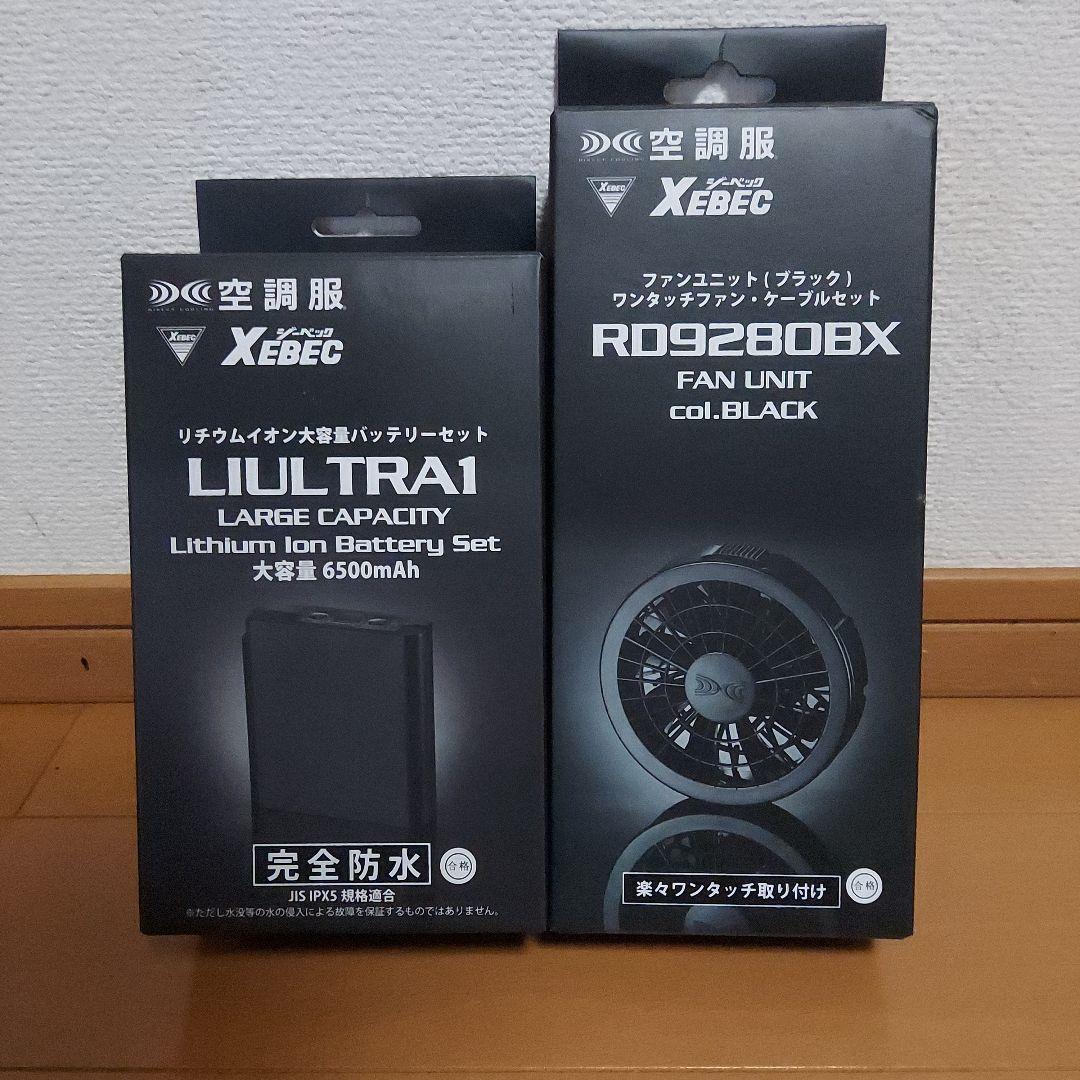 空調服
DIRECT COOLING
XEBEC
ジーベック
XEBEC
リチウムイオン大容量バッテリーセット
LIULTRA1
LARGE CAPACITY
Lithium Ion Battery Set
大容量 6500mAh
完全防水
合格
JIS IPX5 規格適合
※ただし水没等の水の侵入による故障を保証するものではありません。
空調服
DIRECT COOLING
XEBEC
ジーベック
XEBEC
ファンユニット(ブラック)
ワンタッチファン・ケーブルセット
RD9280BX
FAN UNIT
col.BLACK
楽々ワンタッチ取り付け
合格